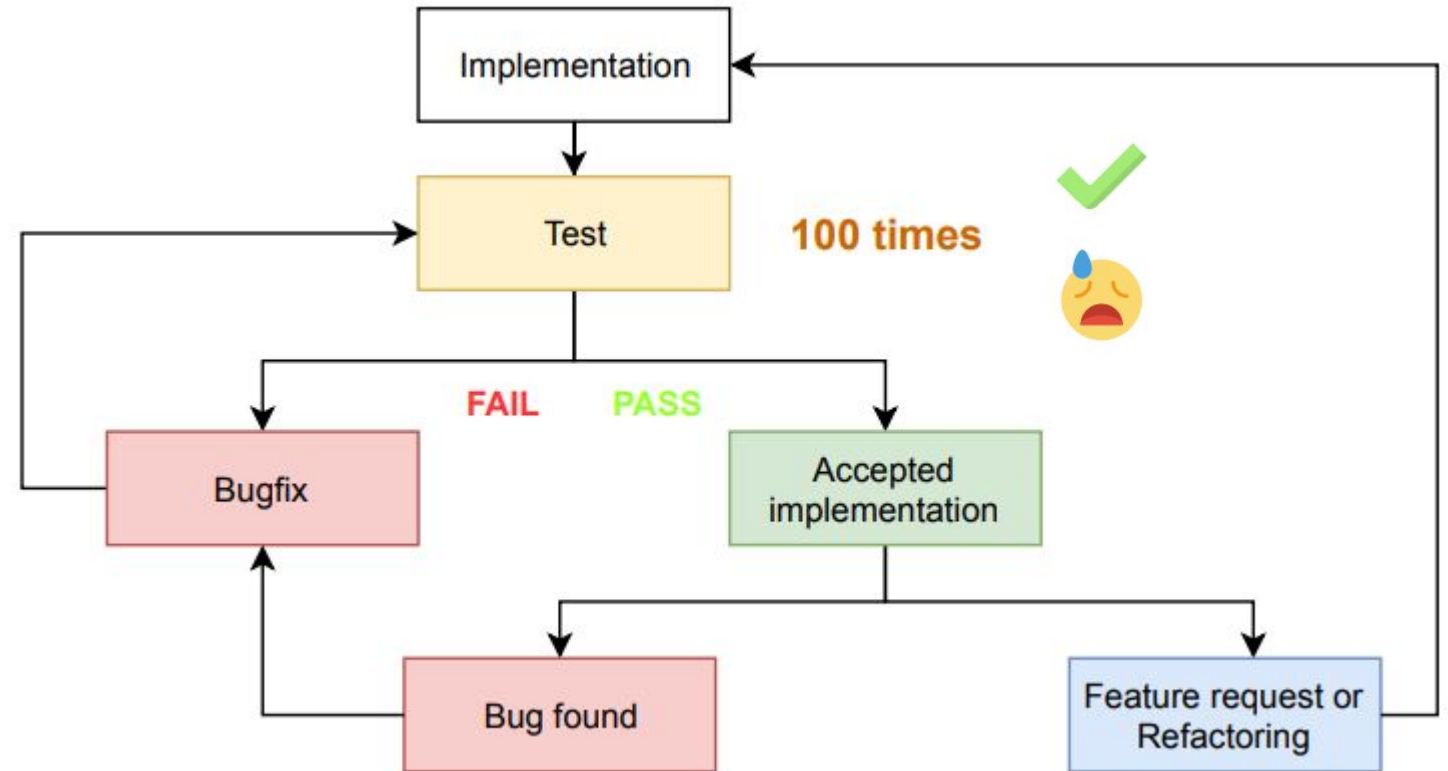 Implementation
Test
100 times
FAIL
PASS
Bugfix
Accepted
implementation
Bug found
Feature request or
Refactoring